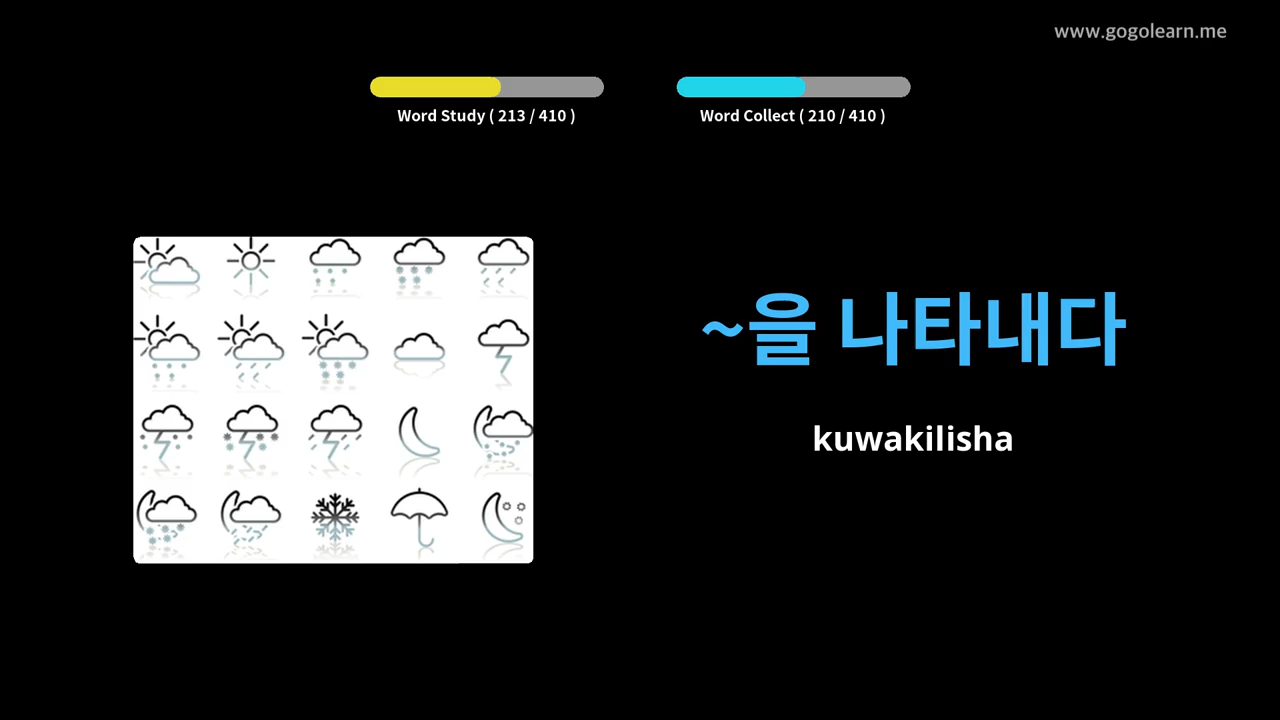 www.gogolearn.me
Word Study ( 213 / 410 )
Word Collect ( 210 / 410 )
~을 나타내다
kuwakilisha